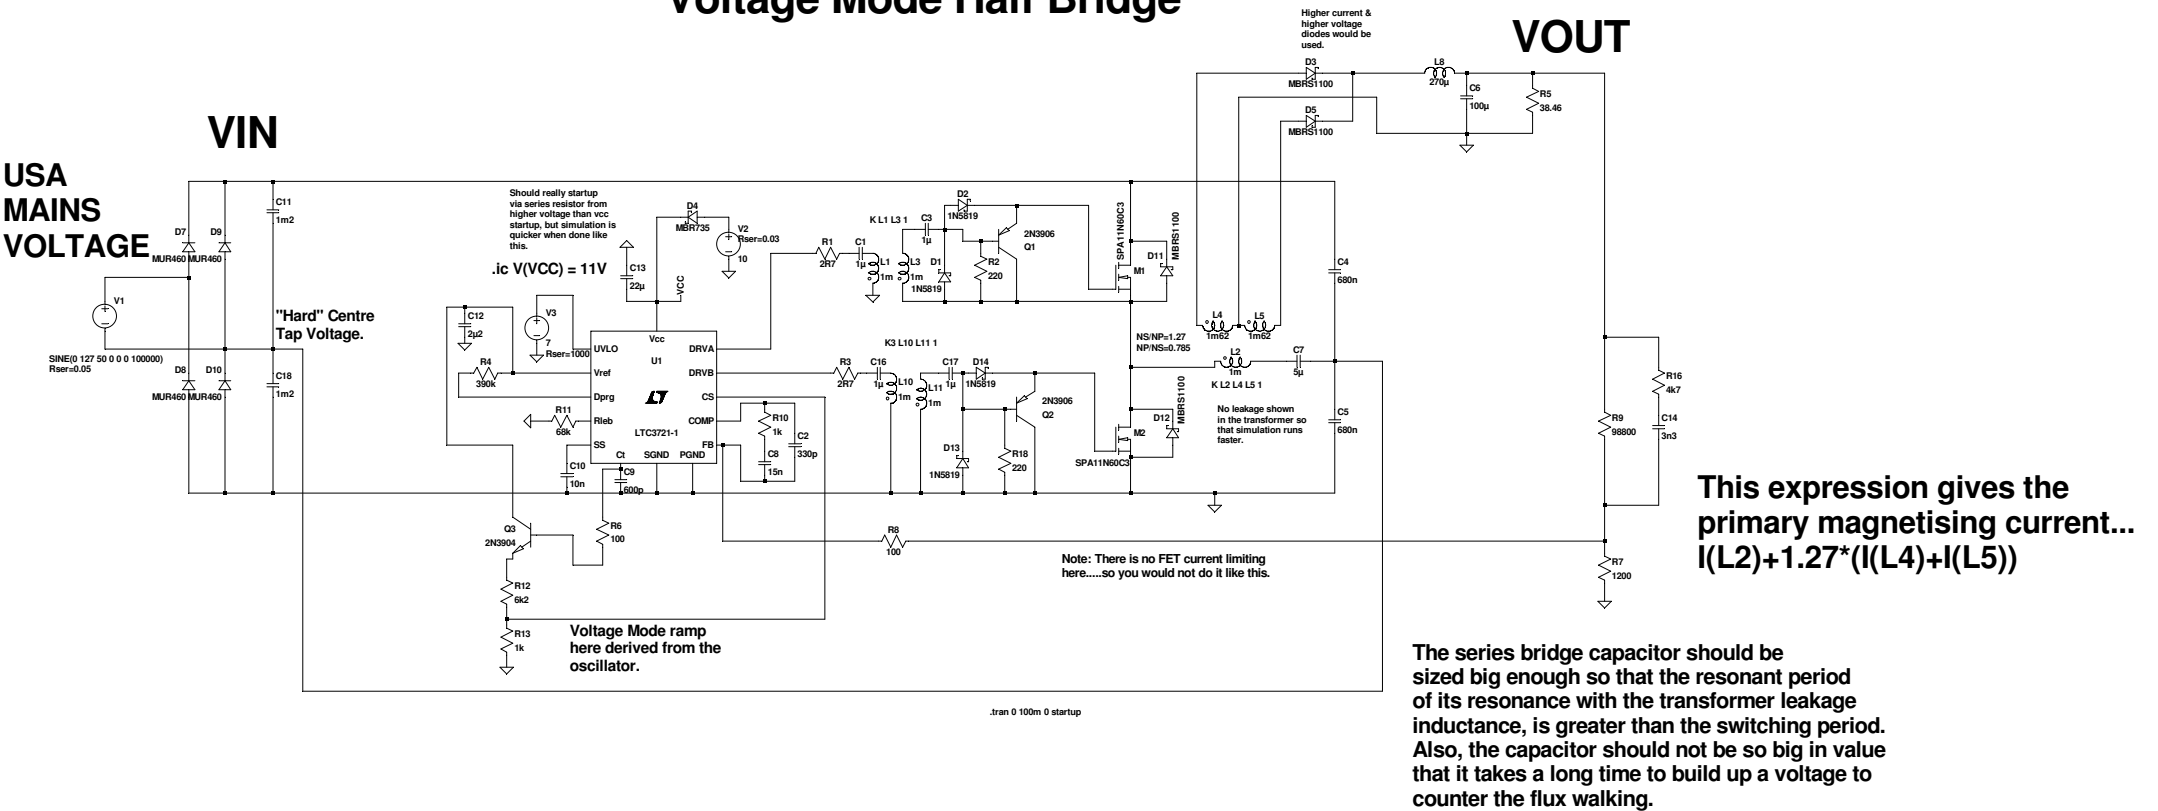 Voltage Mode Half Bridge
Higher current &
higher voltage
diodes would be
used.
VOUT
D3
MBRS1100
L8
270µ
C6
100µ
R5
38.46
D5
MBRS1100
VIN
USA
MAINS
VOLTAGE
D7
MUR460
D9
MUR460
C11
1m2
V1
SINE(0 127 50 0 0 0 100000)
Rser=0.05
"Hard" Centre
Tap Voltage.
D8
MUR460
D10
MUR460
C18
1m2
Should really startup
via series resistor from
higher voltage than vcc
startup, but simulation is
quicker when done like
this.
.ic V(VCC) = 11V
D4
MBR735
V2
Rser=0.03
10
C13
22µ
VCC
C12
2µ2
V3
7
Rser=1000
R4
390k
R11
68k
C10
10n
C9
600p
UVLO
Vref
Dprg
Rleb
SS
Ct
SGND
PGND
Vcc
U1
LTC3721-1
DRVA
DRVB
CS
COMP
FB
R10
1k
C8
15n
C2
330p
R1
2R7
C1
1µ
L1
1m
K L1 L3 1
L3
1m
C3
1µ
D2
1N5819
D1
1N5819
R2
220
2N3906
Q1
SPA11N60C3
M1
D11
MBRS1100
C4
680n
K3 L10 L11 1
R3
2R7
C16
1µ
L10
1m
L11
1m
C17
1µ
D14
1N5819
D13
1N5819
R18
220
2N3906
Q2
M2
SPA11N60C3
D12
MBRS1100
C5
680n
L4
1m62
L5
1m62
NS/NP=1.27
NP/NS=0.785
L2
1m
C7
5µ
K L2 L4 L5 1
No leakage shown
in the transformer so
that simulation runs
faster.
R16
4k7
R9
98800
C14
3n3
R7
1200
Q3
2N3904
R6
100
R8
100
R12
6k2
R13
1k
Note: There is no FET current limiting
here.....so you would not do it like this.
Voltage Mode ramp
here derived from the
oscillator.
This expression gives the
primary magnetising current...
I(L2)+1.27*(I(L4)+I(L5))
.tran 0 100m 0 startup
The series bridge capacitor should be
sized big enough so that the resonant period
of its resonance with the transformer leakage
inductance, is greater than the switching period.
Also, the capacitor should not be so big in value
that it takes a long time to build up a voltage to
counter the flux walking.